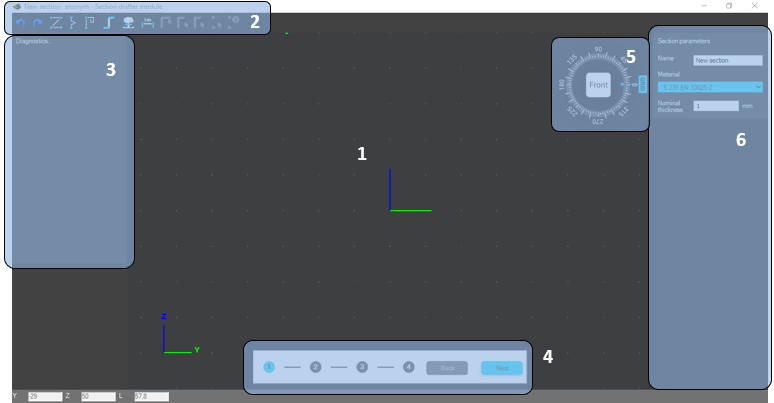 New section: anonym - Section drafter module
2
Diagnostics..
3
1
5
90
135
45
180
0
225
315
270
Front
Section parameters
Name
New section
Material
S 235 EN 10025-2
Nominal thickness
1
mm
6
Z
Y
1
2
3
4
Back
Next
4
Y
-29
Z
50
L
57,8